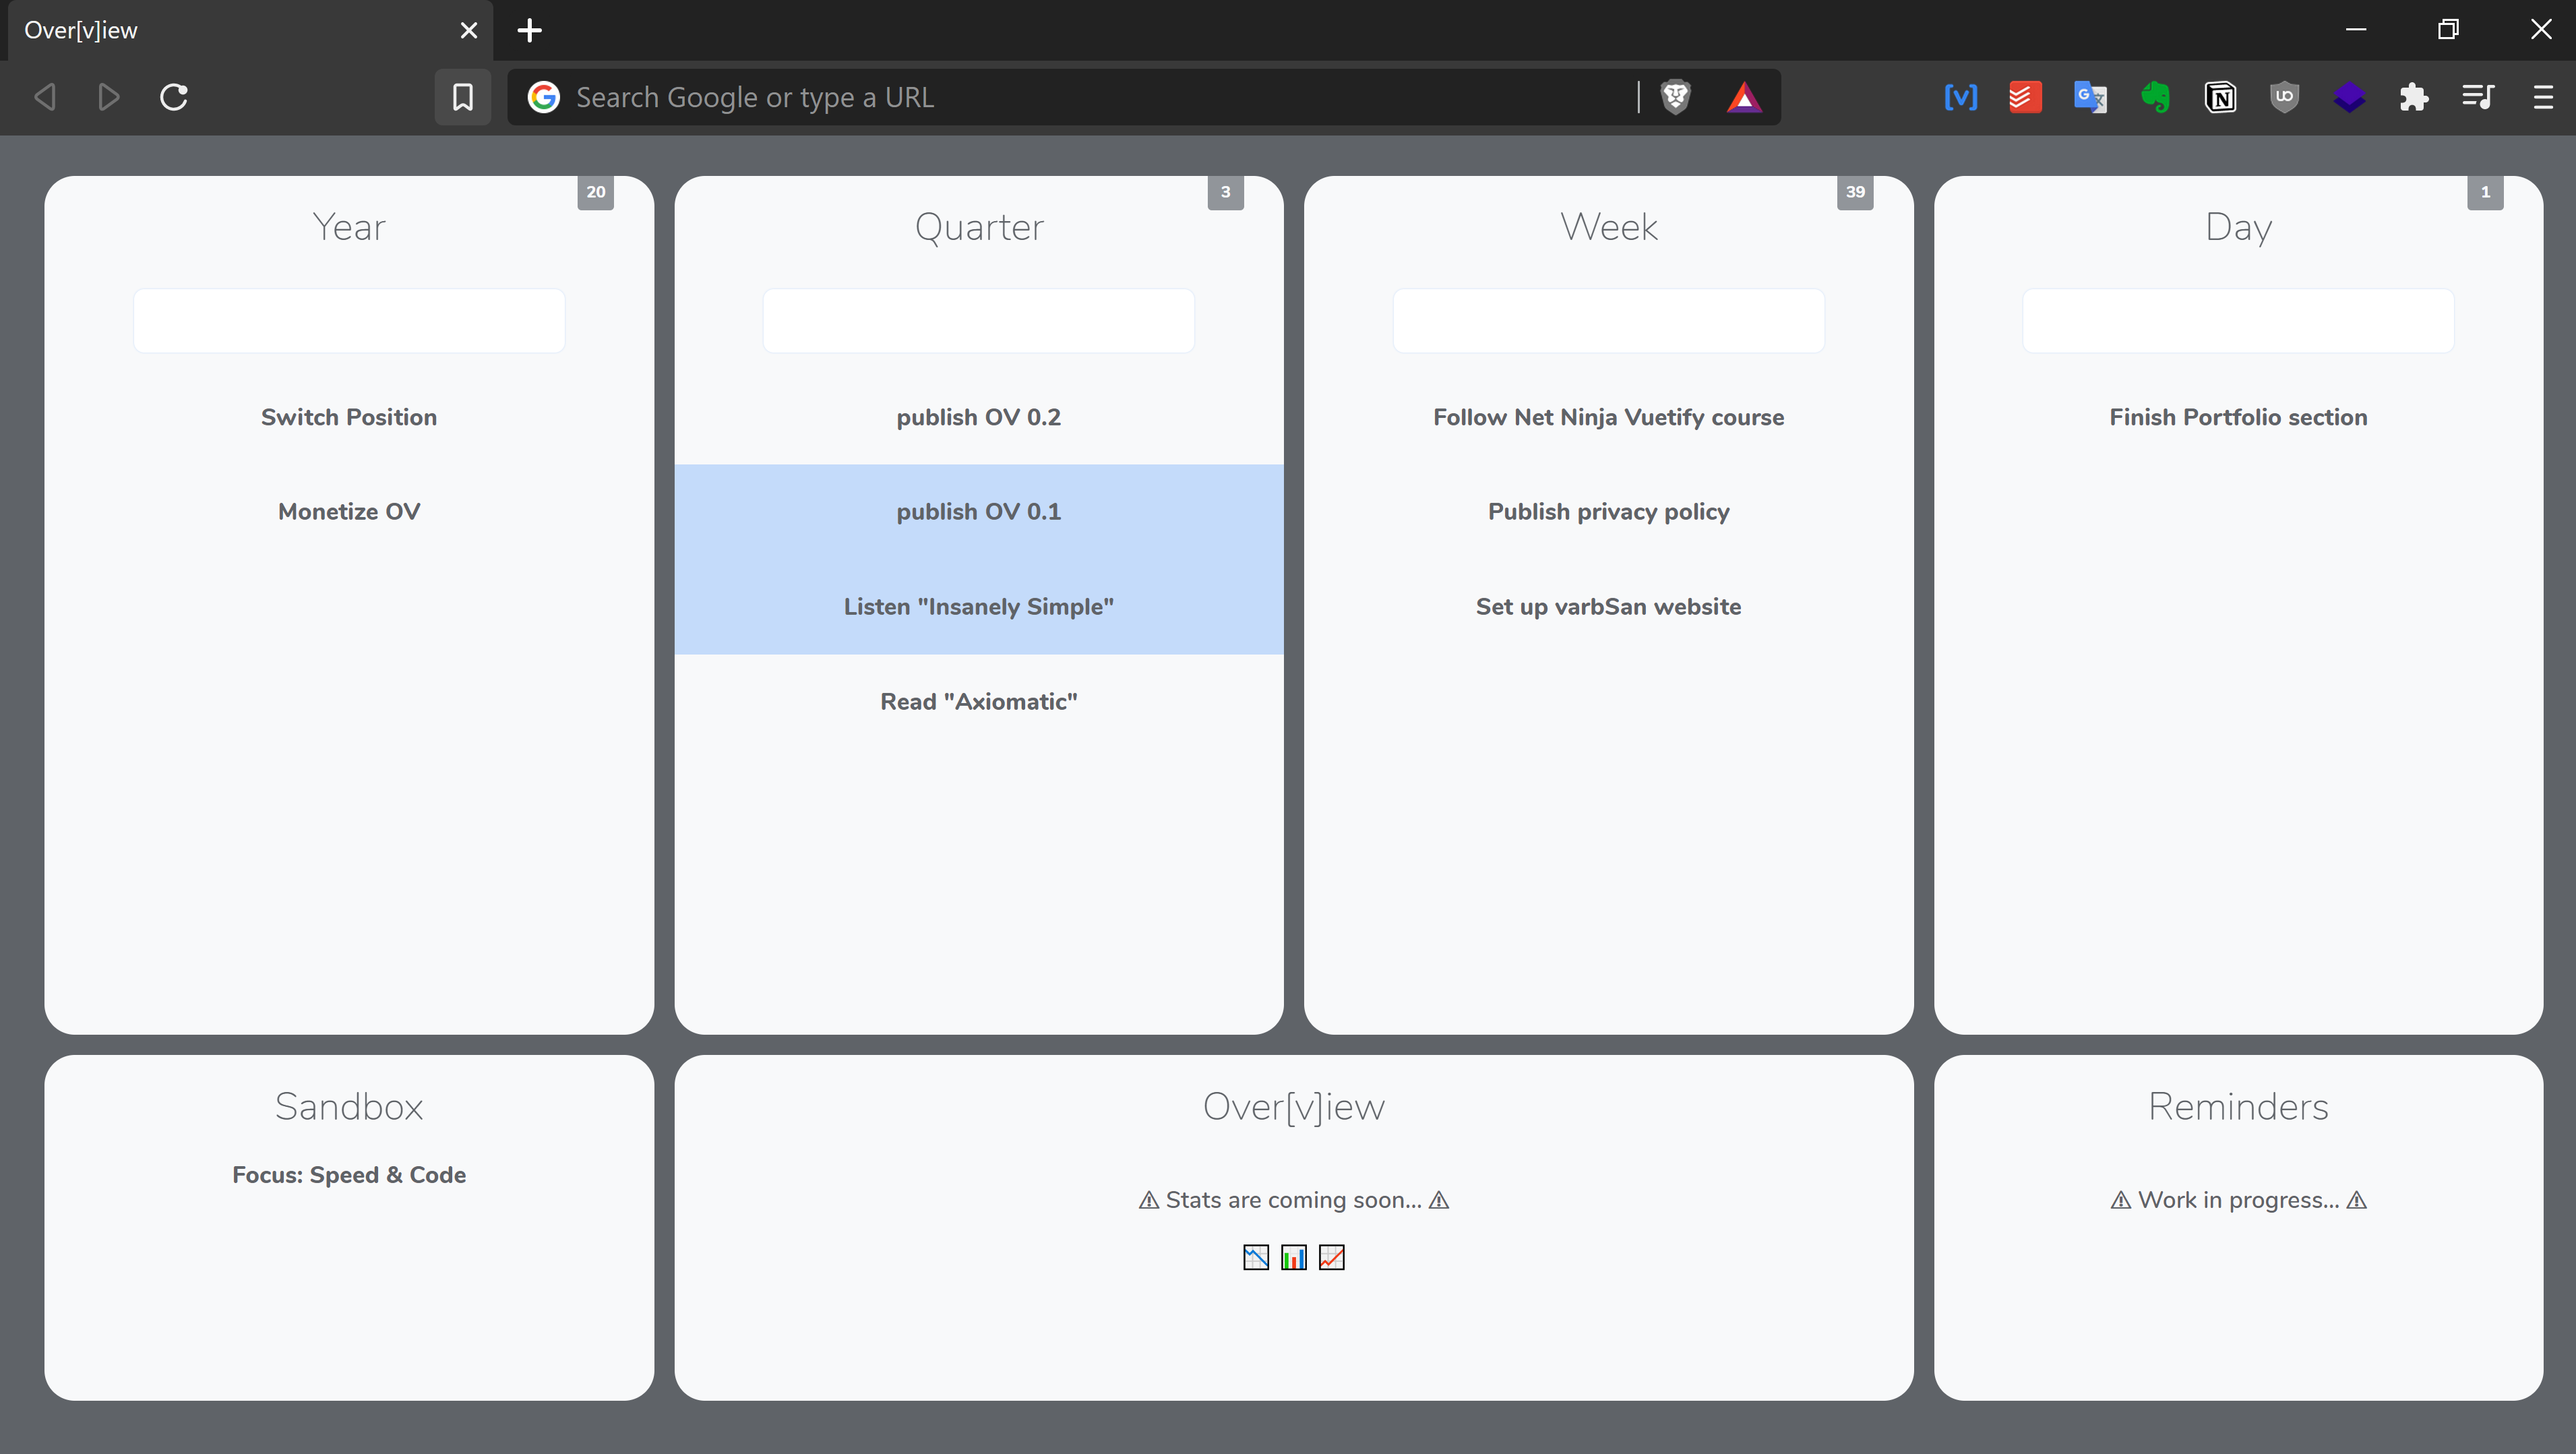 Over[v]iew
Search Google or type a URL
20
Year
Switch Position
Monetize OV
3
Quarter
publish OV 0.2
publish OV 0.1
Listen "Insanely Simple"
Read "Axiomatic"
39
Week
Follow Net Ninja Vuetify course
Publish privacy policy
Set up varbSan website
1
Day
Finish Portfolio section
Sandbox
Focus: Speed & Code
Over[v]iew
⚠ Stats are coming soon... ⚠
Reminders
⚠ Work in progress... ⚠